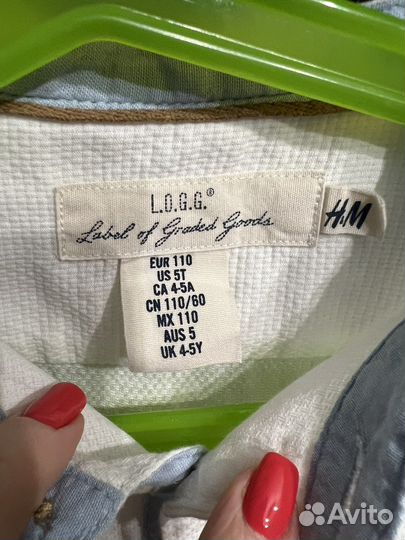 L.O.G.G.®
Label of Graded Goods
H&M
EUR 110
US 5T
CA 4-5A
CN 110/60
MX 110
AUS 5
UK 4-5Y
Avito